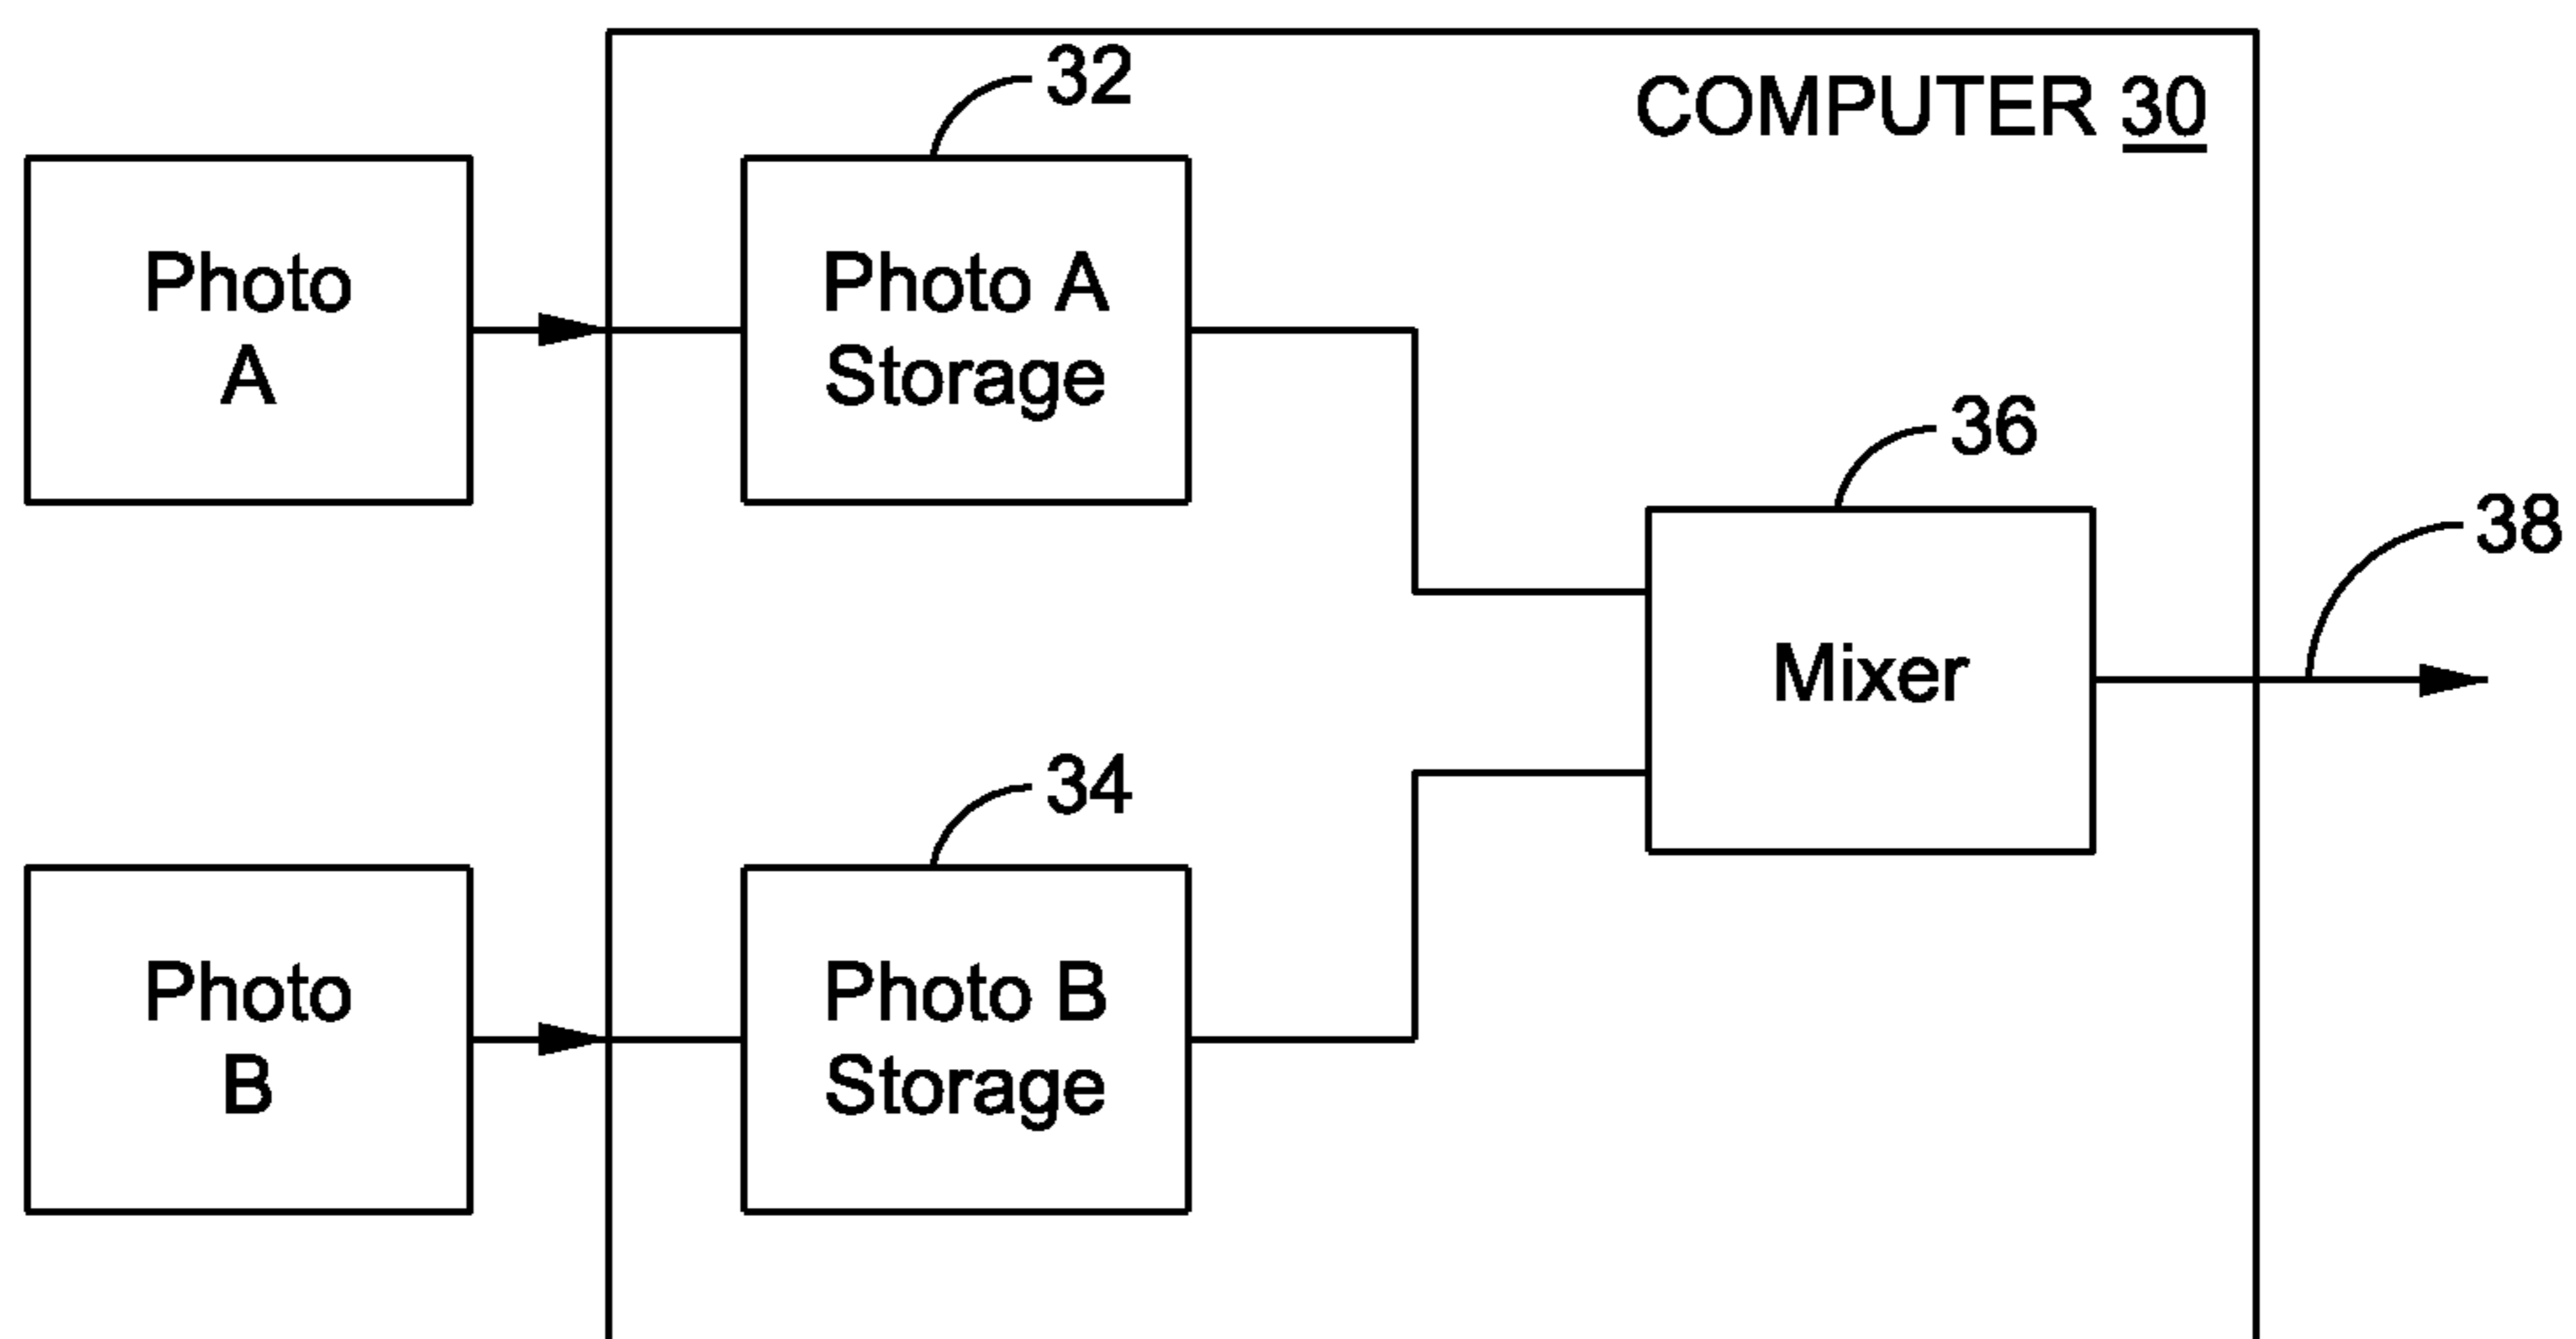 32
COMPUTER 30
Photo
A
Photo A
Storage
36
38
Mixer
34
Photo
B
Photo B
Storage